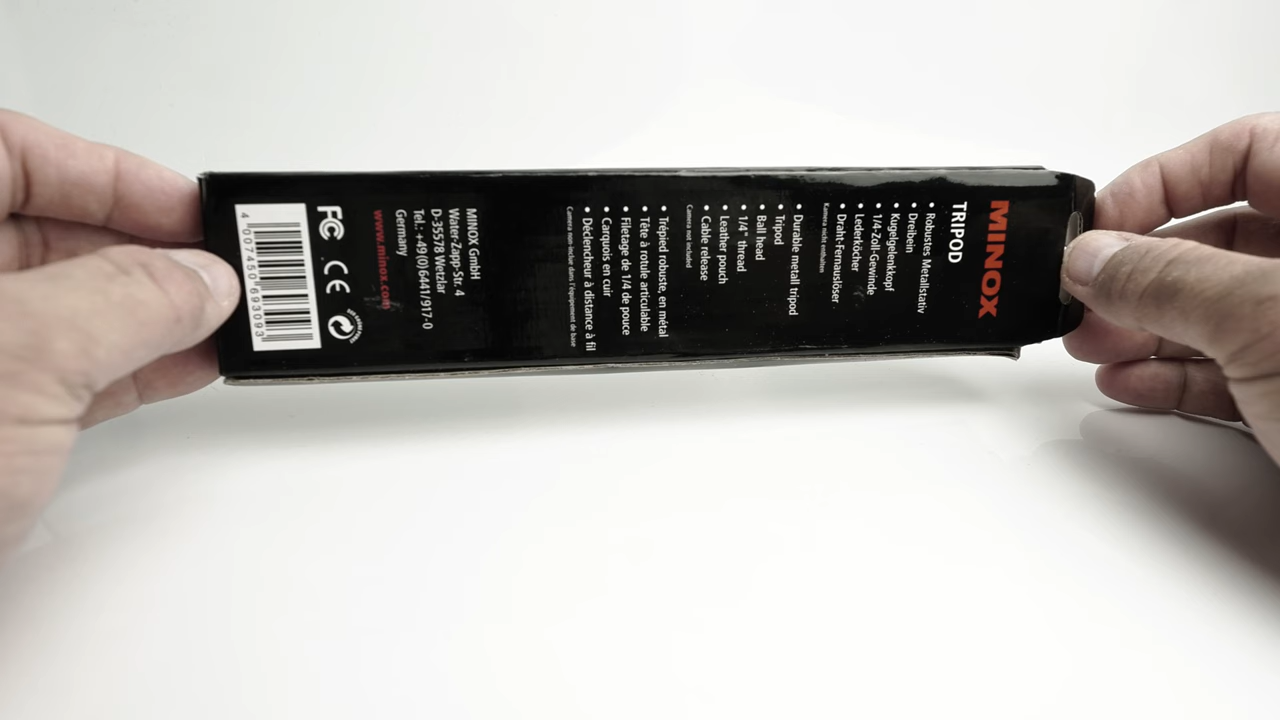 MINOX
TRIPOD
• Robustes Metallstativ
• Dreibein
• Kugelgelenkkopf
• 1/4-Zoll-Gewinde
• Lederköcher
• Draht-Fernauslöser
Kamera nicht enthalten
• Durable metall tripod
• Tripod
• Ball head
• 1/4" thread
• Leather pouch
• Cable release
Camera not included
• Trépied robuste, en métal
• Tête à rotule articulable
• Filetage de 1/4 de pouce
• Carquois en cuir
• Déclencheur à distance à fil
Camera non-inclue dans l'équipement de base
MINOX GmbH
Walter-Zapp-Str. 4
D-35578 Wetzlar
Tel.: +49(0)6441/917-0
Germany
www.minox.com
FC CE
4 007450 693093